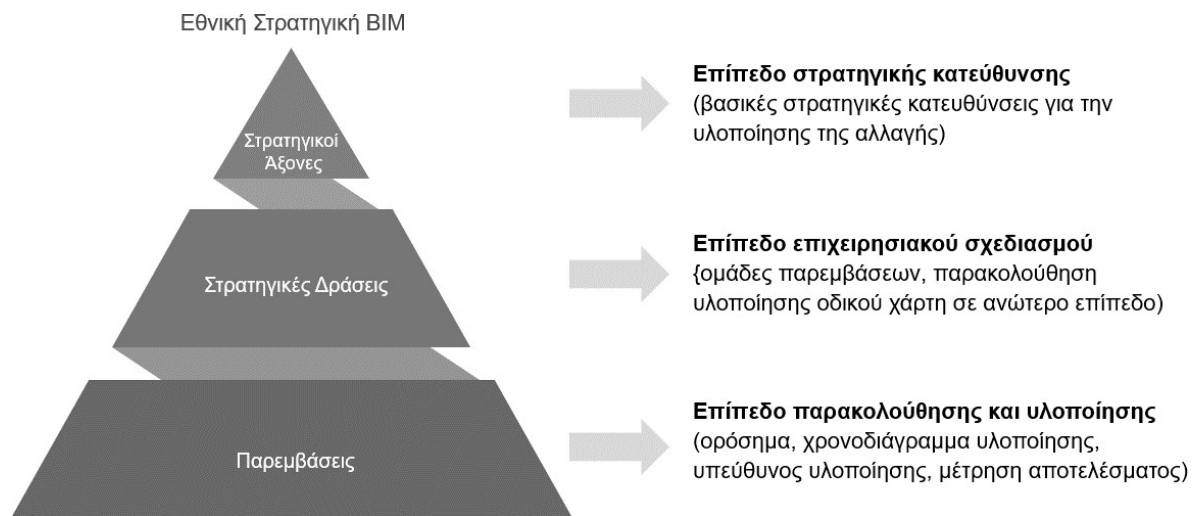 Εθνική Στρατηγική BIM
Στρατηγικοί
Άξονες
Επίπεδο στρατηγικής κατεύθυνσης
(βασικές στρατηγικές κατευθύνσεις για την
υλοποίησης της αλλαγής)
Στρατηγικές Δράσεις
Επίπεδο επιχειρησιακού σχεδιασμού
{ομάδες παρεμβάσεων, παρακολούθηση
υλοποίησης οδικού χάρτη σε ανώτερο επίπεδο)
Παρεμβάσεις
Επίπεδο παρακολούθησης και υλοποίησης
(ορόσημα, χρονοδιάγραμμα υλοποίησης,
υπεύθυνος υλοποίησης, μέτρηση αποτελέσματος)